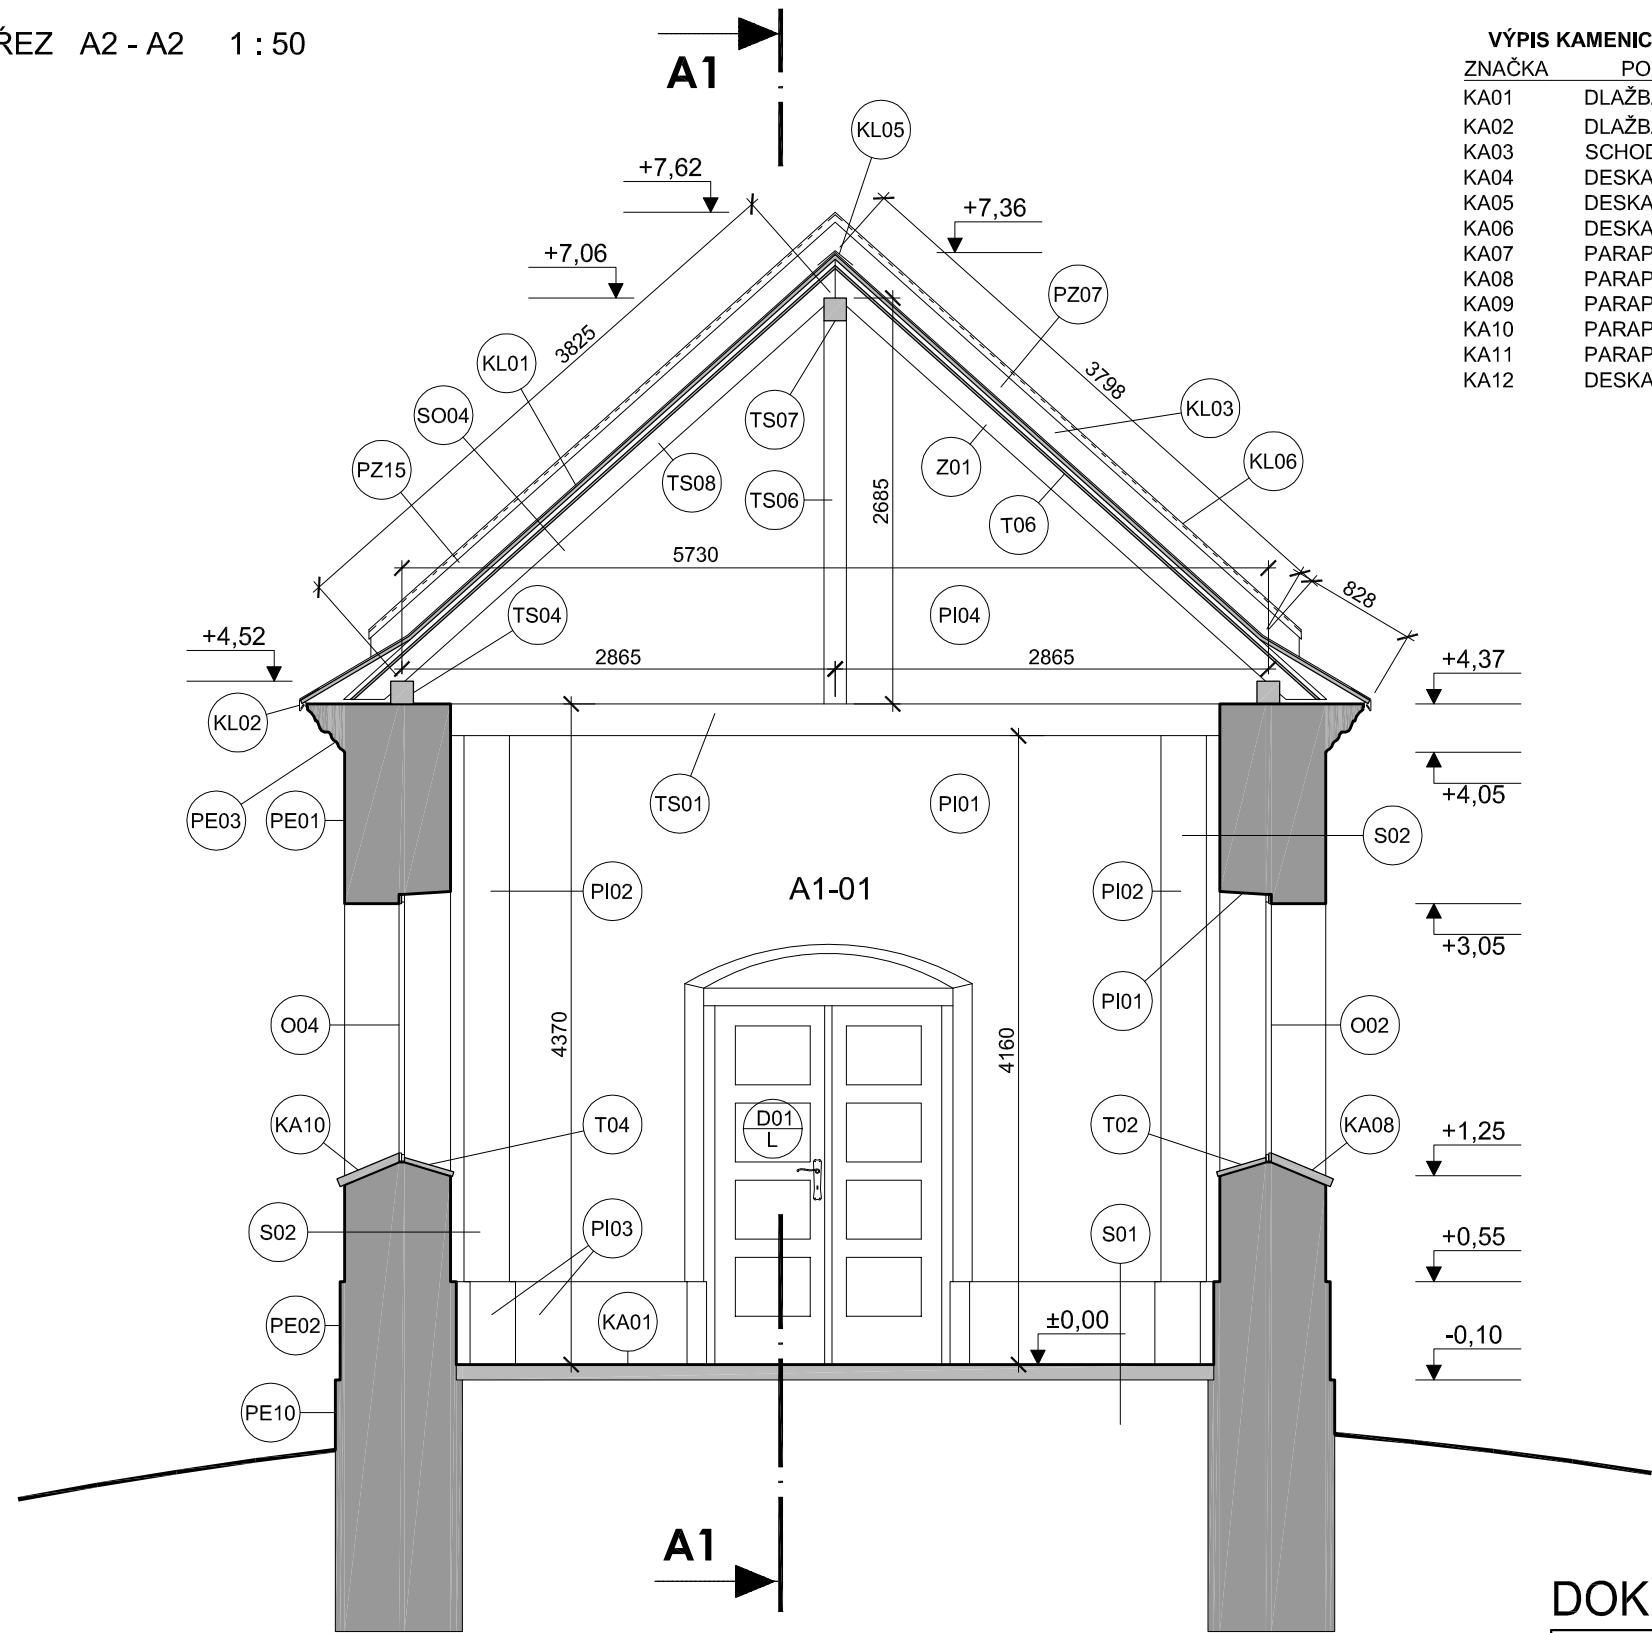 ŘEZ A2 - A2 1 : 50
A1
VÝPIS KAMENIC
ZNAČKA PO
KA01 DLAŽB
KA02 DLAŽB
KA03 SCHOD
KA04 DESKA
KA05 DESKA
KA06 DESKA
KA07 PARAP
KA08 PARAP
KA09 PARAP
KA10 PARAP
KA11 PARAP
KA12 DESKA
KL05
+7,62
+7,36
+7,06
PZ07
3825
KL01
3798
SO04
TS07
KL03
PZ15
TS08
TS06
2685
Z01
KL06
T06
5730
828
TS04
PI04
+4,52
2865
2865
+4,37
KL02
PE03
PE01
TS01
PI01
+4,05
S02
PI02
A1-01
PI02
+3,05
PI01
O04
4370
4160
O02
KA10
T04
D01
L
T02
KA08
+1,25
S02
PI03
S01
+0,55
PE02
KA01
±0,00
-0,10
PE10
A1
DOK